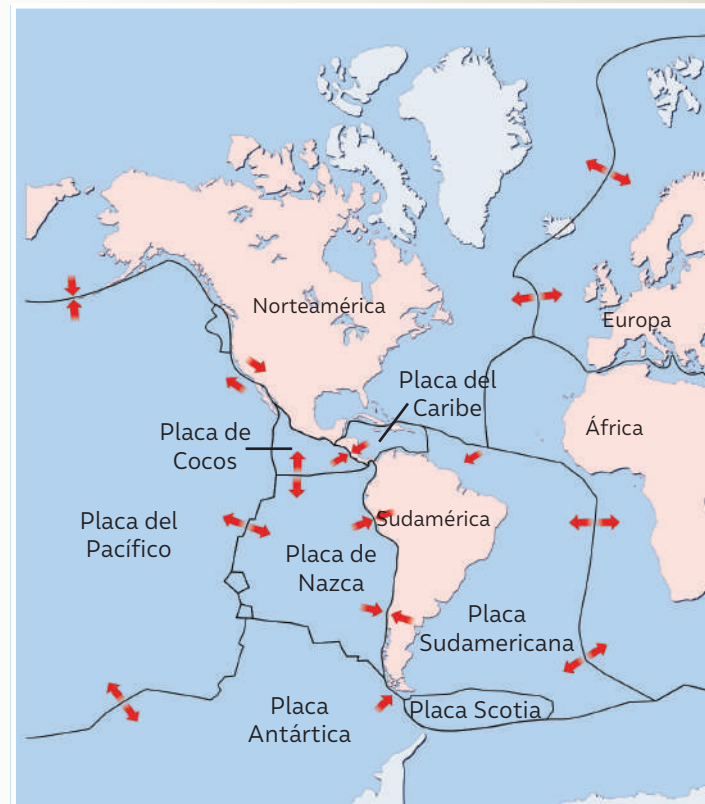 Norteamérica
Europa
Placa del
Caribe
Placa de
Cocos
África
Placa del
Pacífico
Sudamérica
Placa de
Nazca
Placa
Sudamericana
Placa
Antártica
Placa Scotia